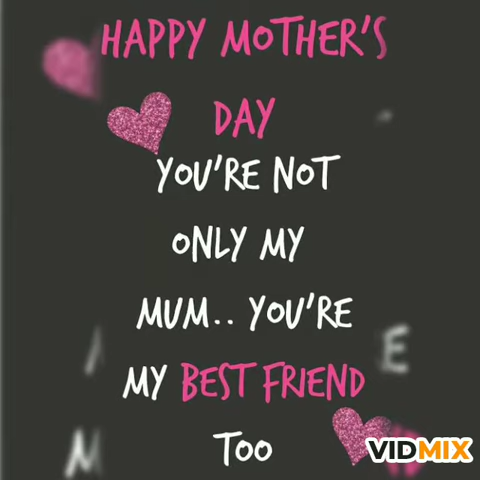 HAPPY MOTHER'S
DAY
YOU'RE NOT
ONLY MY
MUM.. YOU'RE
MY BEST FRIEND
TOO
VIDMIX